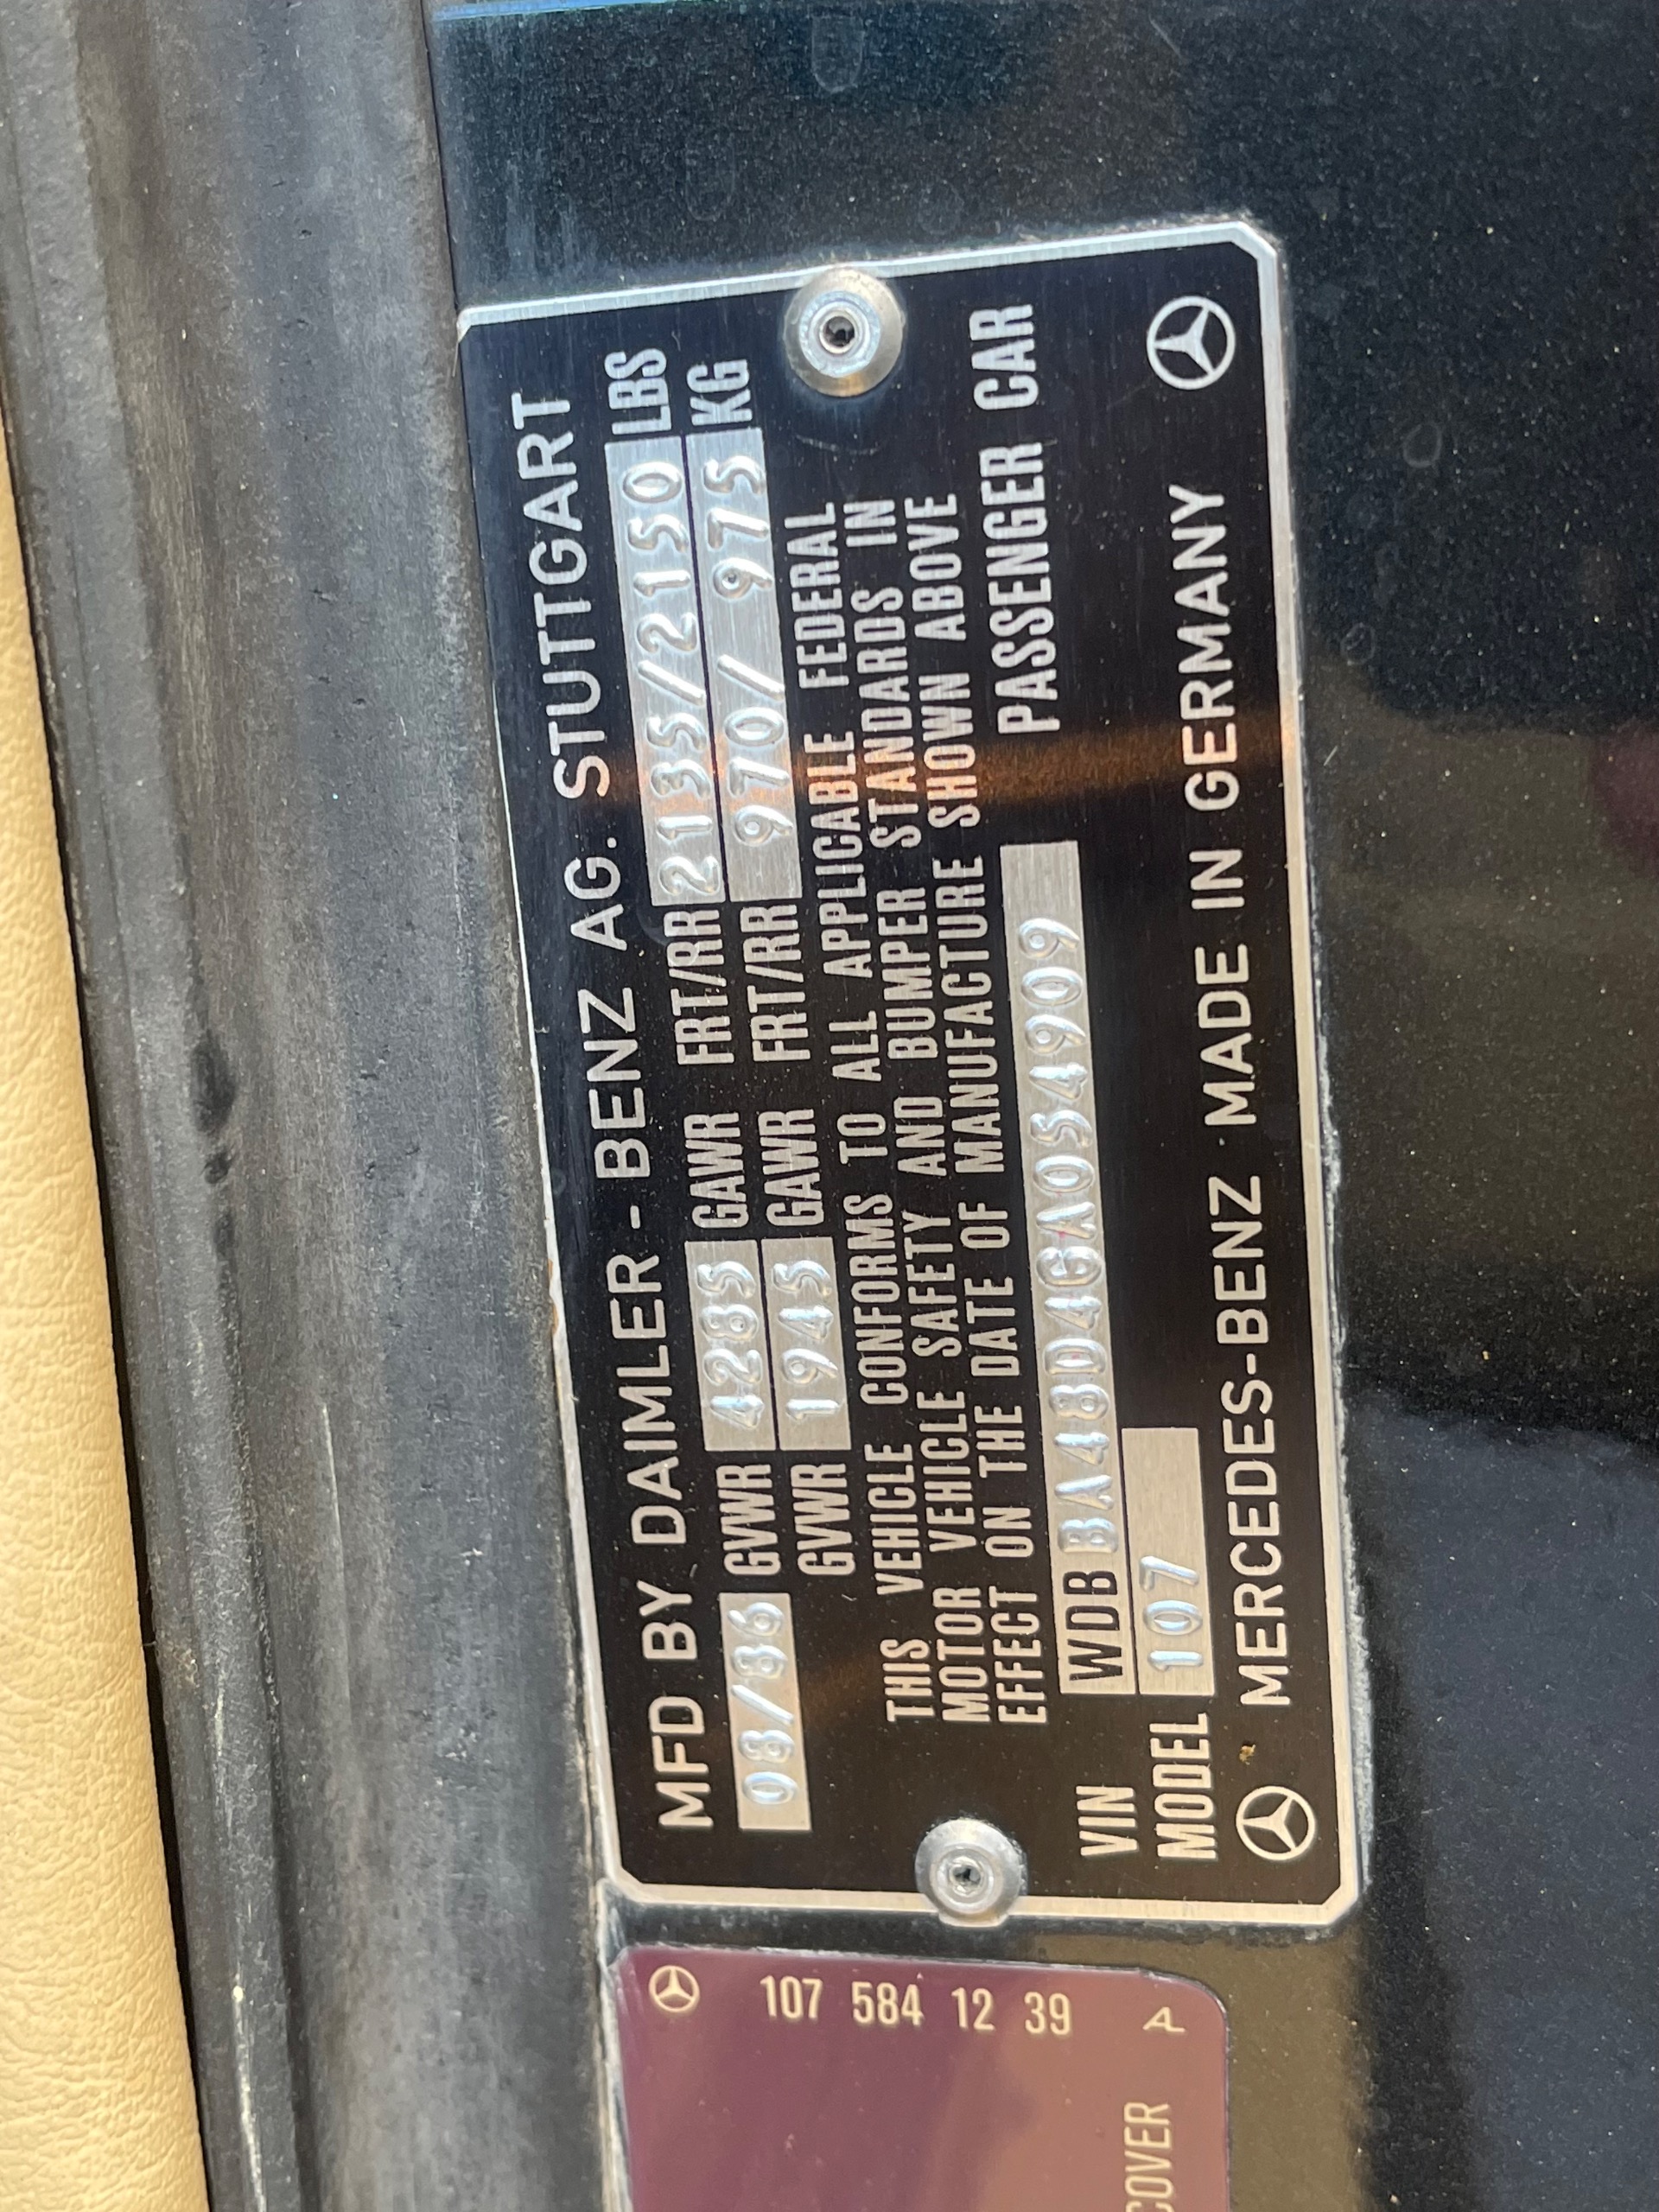 MFD BY DAIMLER - BENZ AG. STUTTGART
08/86 GVWR 4285 GAWR FRT/RR 2135/2150 LBS
GVWR 1945 GAWR FRT/RR 970/ 975 KG
THIS VEHICLE CONFORMS TO ALL APPLICABLE FEDERAL
MOTOR VEHICLE SAFETY AND BUMPER STANDARDS IN
EFFECT ON THE DATE OF MANUFACTURE SHOWN ABOVE
VIN WDB BA48D4GA054909 PASSENGER CAR
MODEL 107
MERCEDES-BENZ · MADE IN GERMANY
107 584 12 39 A
COVER